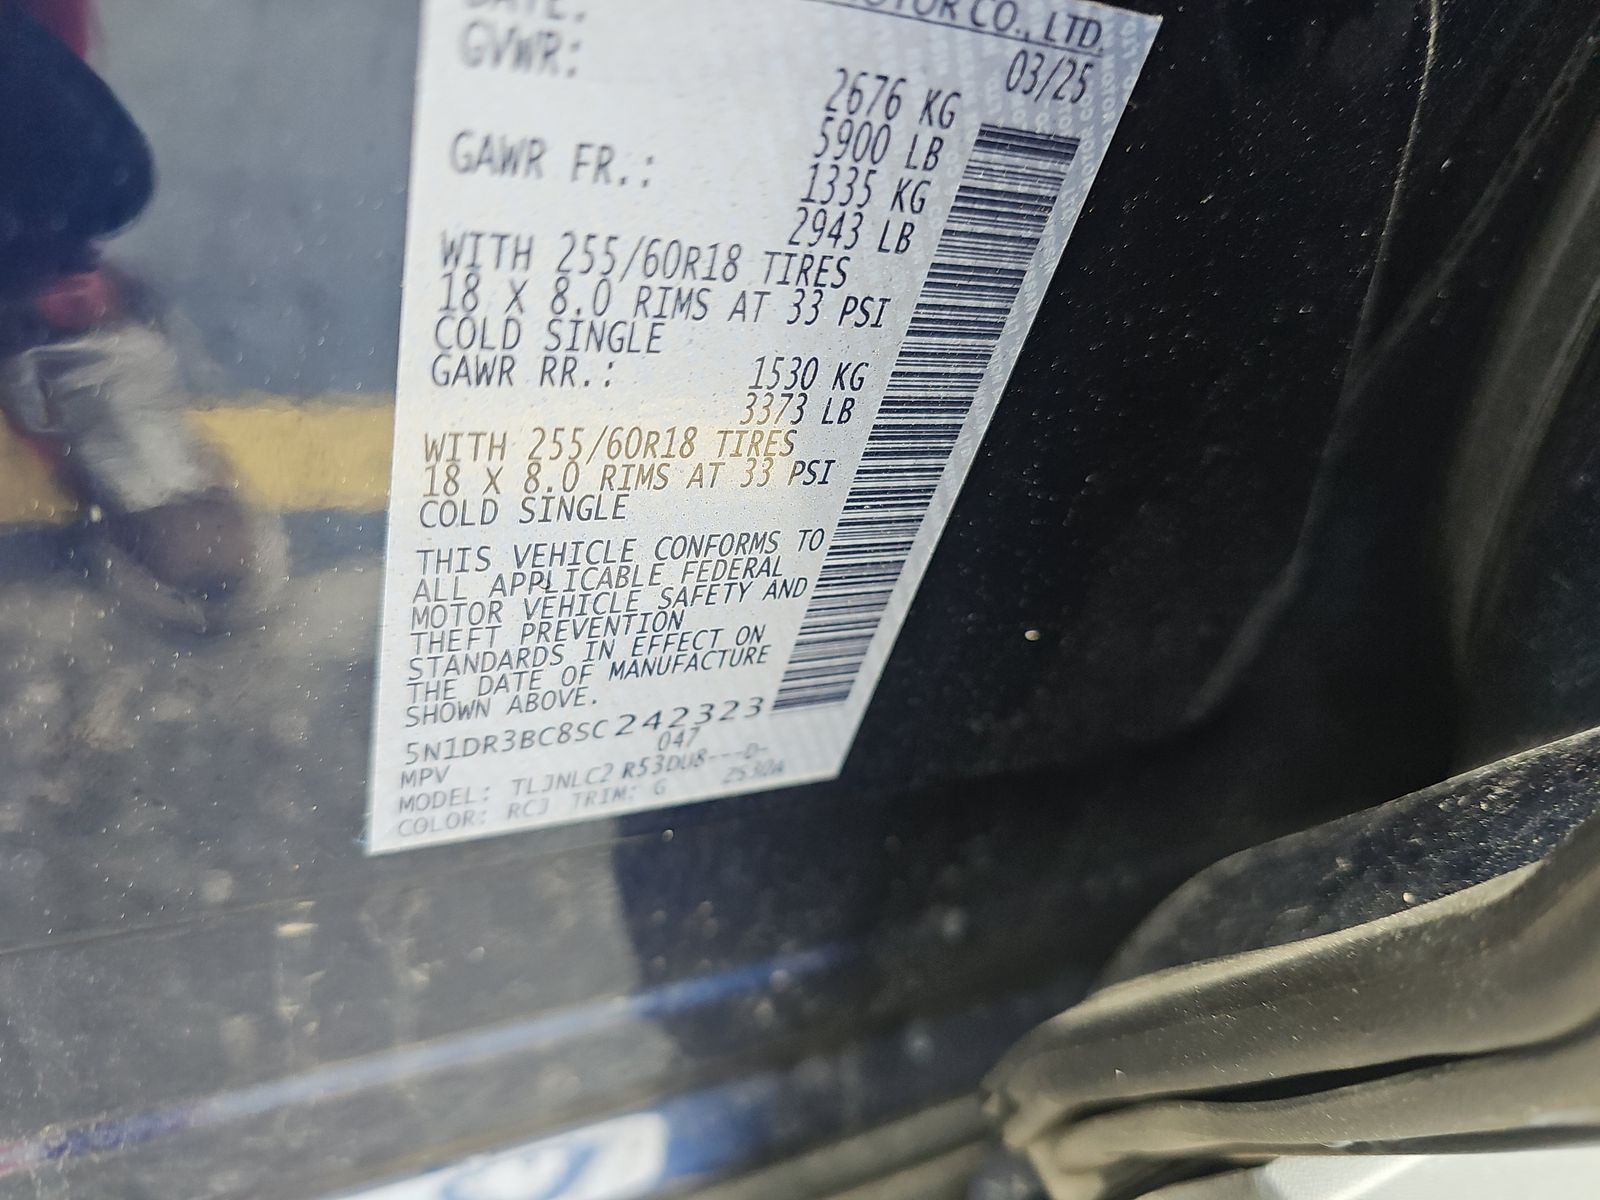 MOTOR CO., LTD.
DATE: 03/25
GVWR: 2676 KG
5900 LB
GAWR FR.: 1335 KG
2943 LB
WITH 255/60R18 TIRES
18 X 8.0 RIMS AT 33 PSI
COLD SINGLE
GAWR RR.: 1530 KG
3373 LB
WITH 255/60R18 TIRES
18 X 8.0 RIMS AT 33 PSI
COLD SINGLE
THIS VEHICLE CONFORMS TO
ALL APPLICABLE FEDERAL
MOTOR VEHICLE SAFETY AND
THEFT PREVENTION
STANDARDS IN EFFECT ON
THE DATE OF MANUFACTURE
SHOWN ABOVE.
5N1DR3BC8SC242323
MPV 047
MODEL: TLJNLC2 R53DU8---D-
COLOR: RCJ TRIM: G ZS30A